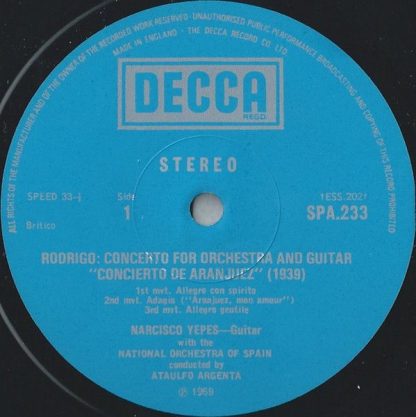 ALL RIGHTS OF THE MANUFACTURER AND OF THE OWNER OF THE RECORDED WORK RESERVED · UNAUTHORISED PUBLIC PERFORMANCE BROADCASTING AND COPYING OF THIS RECORD PROHIBITED
MADE IN ENGLAND · THE DECCA RECORD CO LTD.
DECCA
REGD.
STEREO
SPEED 33-⅓
Side
1
Britico
SPA.233
RODRIGO: CONCERTO FOR ORCHESTRA AND GUITAR
"CONCIERTO DE ARANJUEZ" (1939)
1st mvt. Allegro con spirito
2nd mvt. Adagio ("Aranjuez, mon amour")
3rd mvt. Allegro gentile
NARCISCO YEPES—Guitar
with the
NATIONAL ORCHESTRA OF SPAIN
conducted by
ATAULFO ARGENTA
℗ 1969